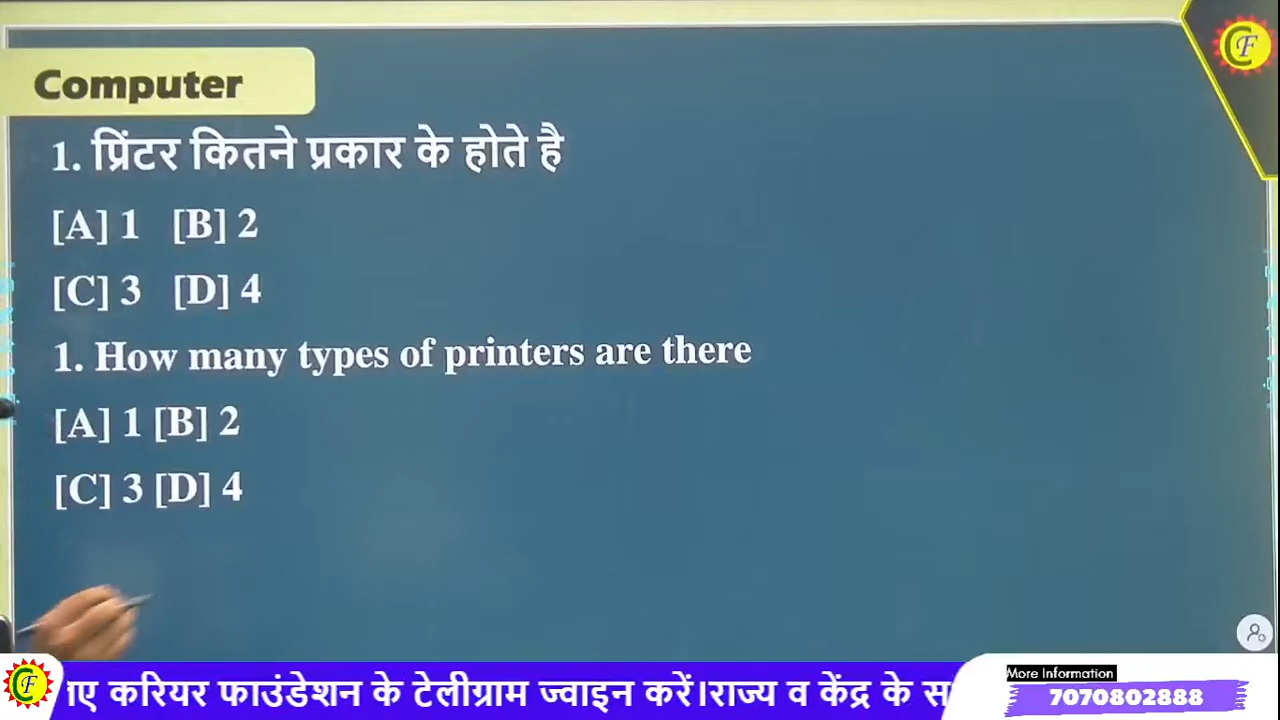 Computer
1. प्रिंटर कितने प्रकार के होते है
[A] 1 [B] 2
[C] 3 [D] 4
1. How many types of printers are there
[A] 1 [B] 2
[C] 3 [D] 4
More Information
गए करियर फाउंडेशन के टेलीग्राम ज्वाइन करें।राज्य व केंद्र के स
7070802888